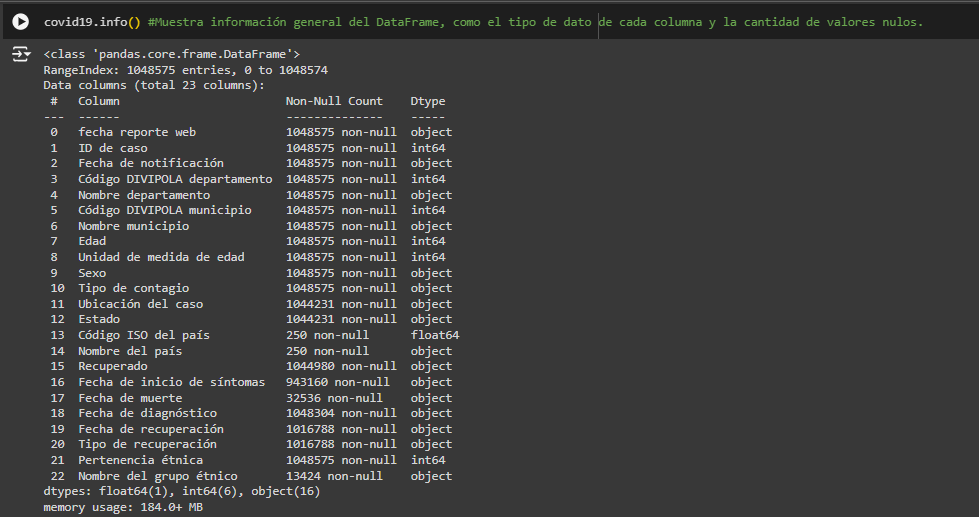 covid19.info() #Muestra información general del DataFrame, como el tipo de dato de cada columna y la cantidad de valores nulos.
<class 'pandas.core.frame.DataFrame'>
RangeIndex: 1048575 entries, 0 to 1048574
Data columns (total 23 columns):
 #   Column                         Non-Null Count    Dtype
---  ------                         --------------    -----
 0   fecha reporte web              1048575 non-null  object
 1   ID de caso                     1048575 non-null  int64
 2   Fecha de notificación          1048575 non-null  object
 3   Código DIVIPOLA departamento   1048575 non-null  int64
 4   Nombre departamento            1048575 non-null  object
 5   Código DIVIPOLA municipio      1048575 non-null  int64
 6   Nombre municipio               1048575 non-null  object
 7   Edad                           1048575 non-null  int64
 8   Unidad de medida de edad       1048575 non-null  int64
 9   Sexo                           1048575 non-null  object
 10  Tipo de contagio               1048575 non-null  object
 11  Ubicación del caso             1044231 non-null  object
 12  Estado                         1044231 non-null  object
 13  Código ISO del país            250 non-null      float64
 14  Nombre del país                250 non-null      object
 15  Recuperado                     1044980 non-null  object
 16  Fecha de inicio de síntomas    943160 non-null   object
 17  Fecha de muerte                32536 non-null    object
 18  Fecha de diagnóstico           1048304 non-null  object
 19  Fecha de recuperación          1016788 non-null  object
 20  Tipo de recuperación           1016788 non-null  object
 21  Pertenencia étnica             1048575 non-null  int64
 22  Nombre del grupo étnico        13424 non-null    object
dtypes: float64(1), int64(6), object(16)
memory usage: 184.0+ MB